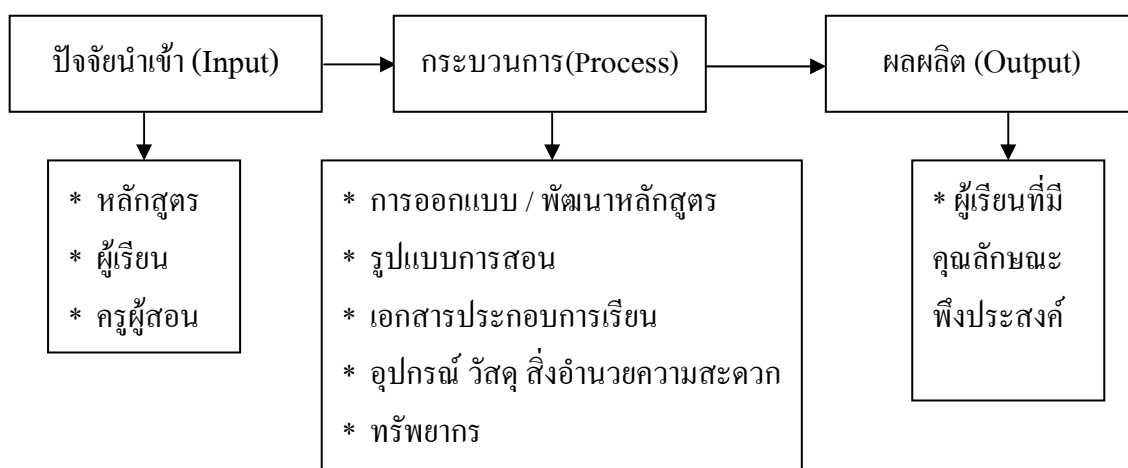 ปัจจัยนำเข้า (Input)
กระบวนการ(Process)
ผลผลิต (Output)
* หลักสูตร
* ผู้เรียน
* ครูผู้สอน
* การออกแบบ / พัฒนาหลักสูตร
* รูปแบบการสอน
* เอกสารประกอบการเรียน
* อุปกรณ์ วัสดุ สิ่งอำนวยความสะดวก
* ทรัพยากร
* ผู้เรียนที่มี
คุณลักษณะ
พึงประสงค์